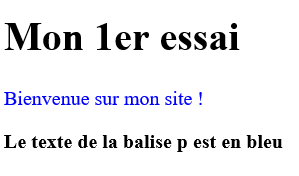 Mon 1er essai
Bienvenue sur mon site !
Le texte de la balise p est en bleu